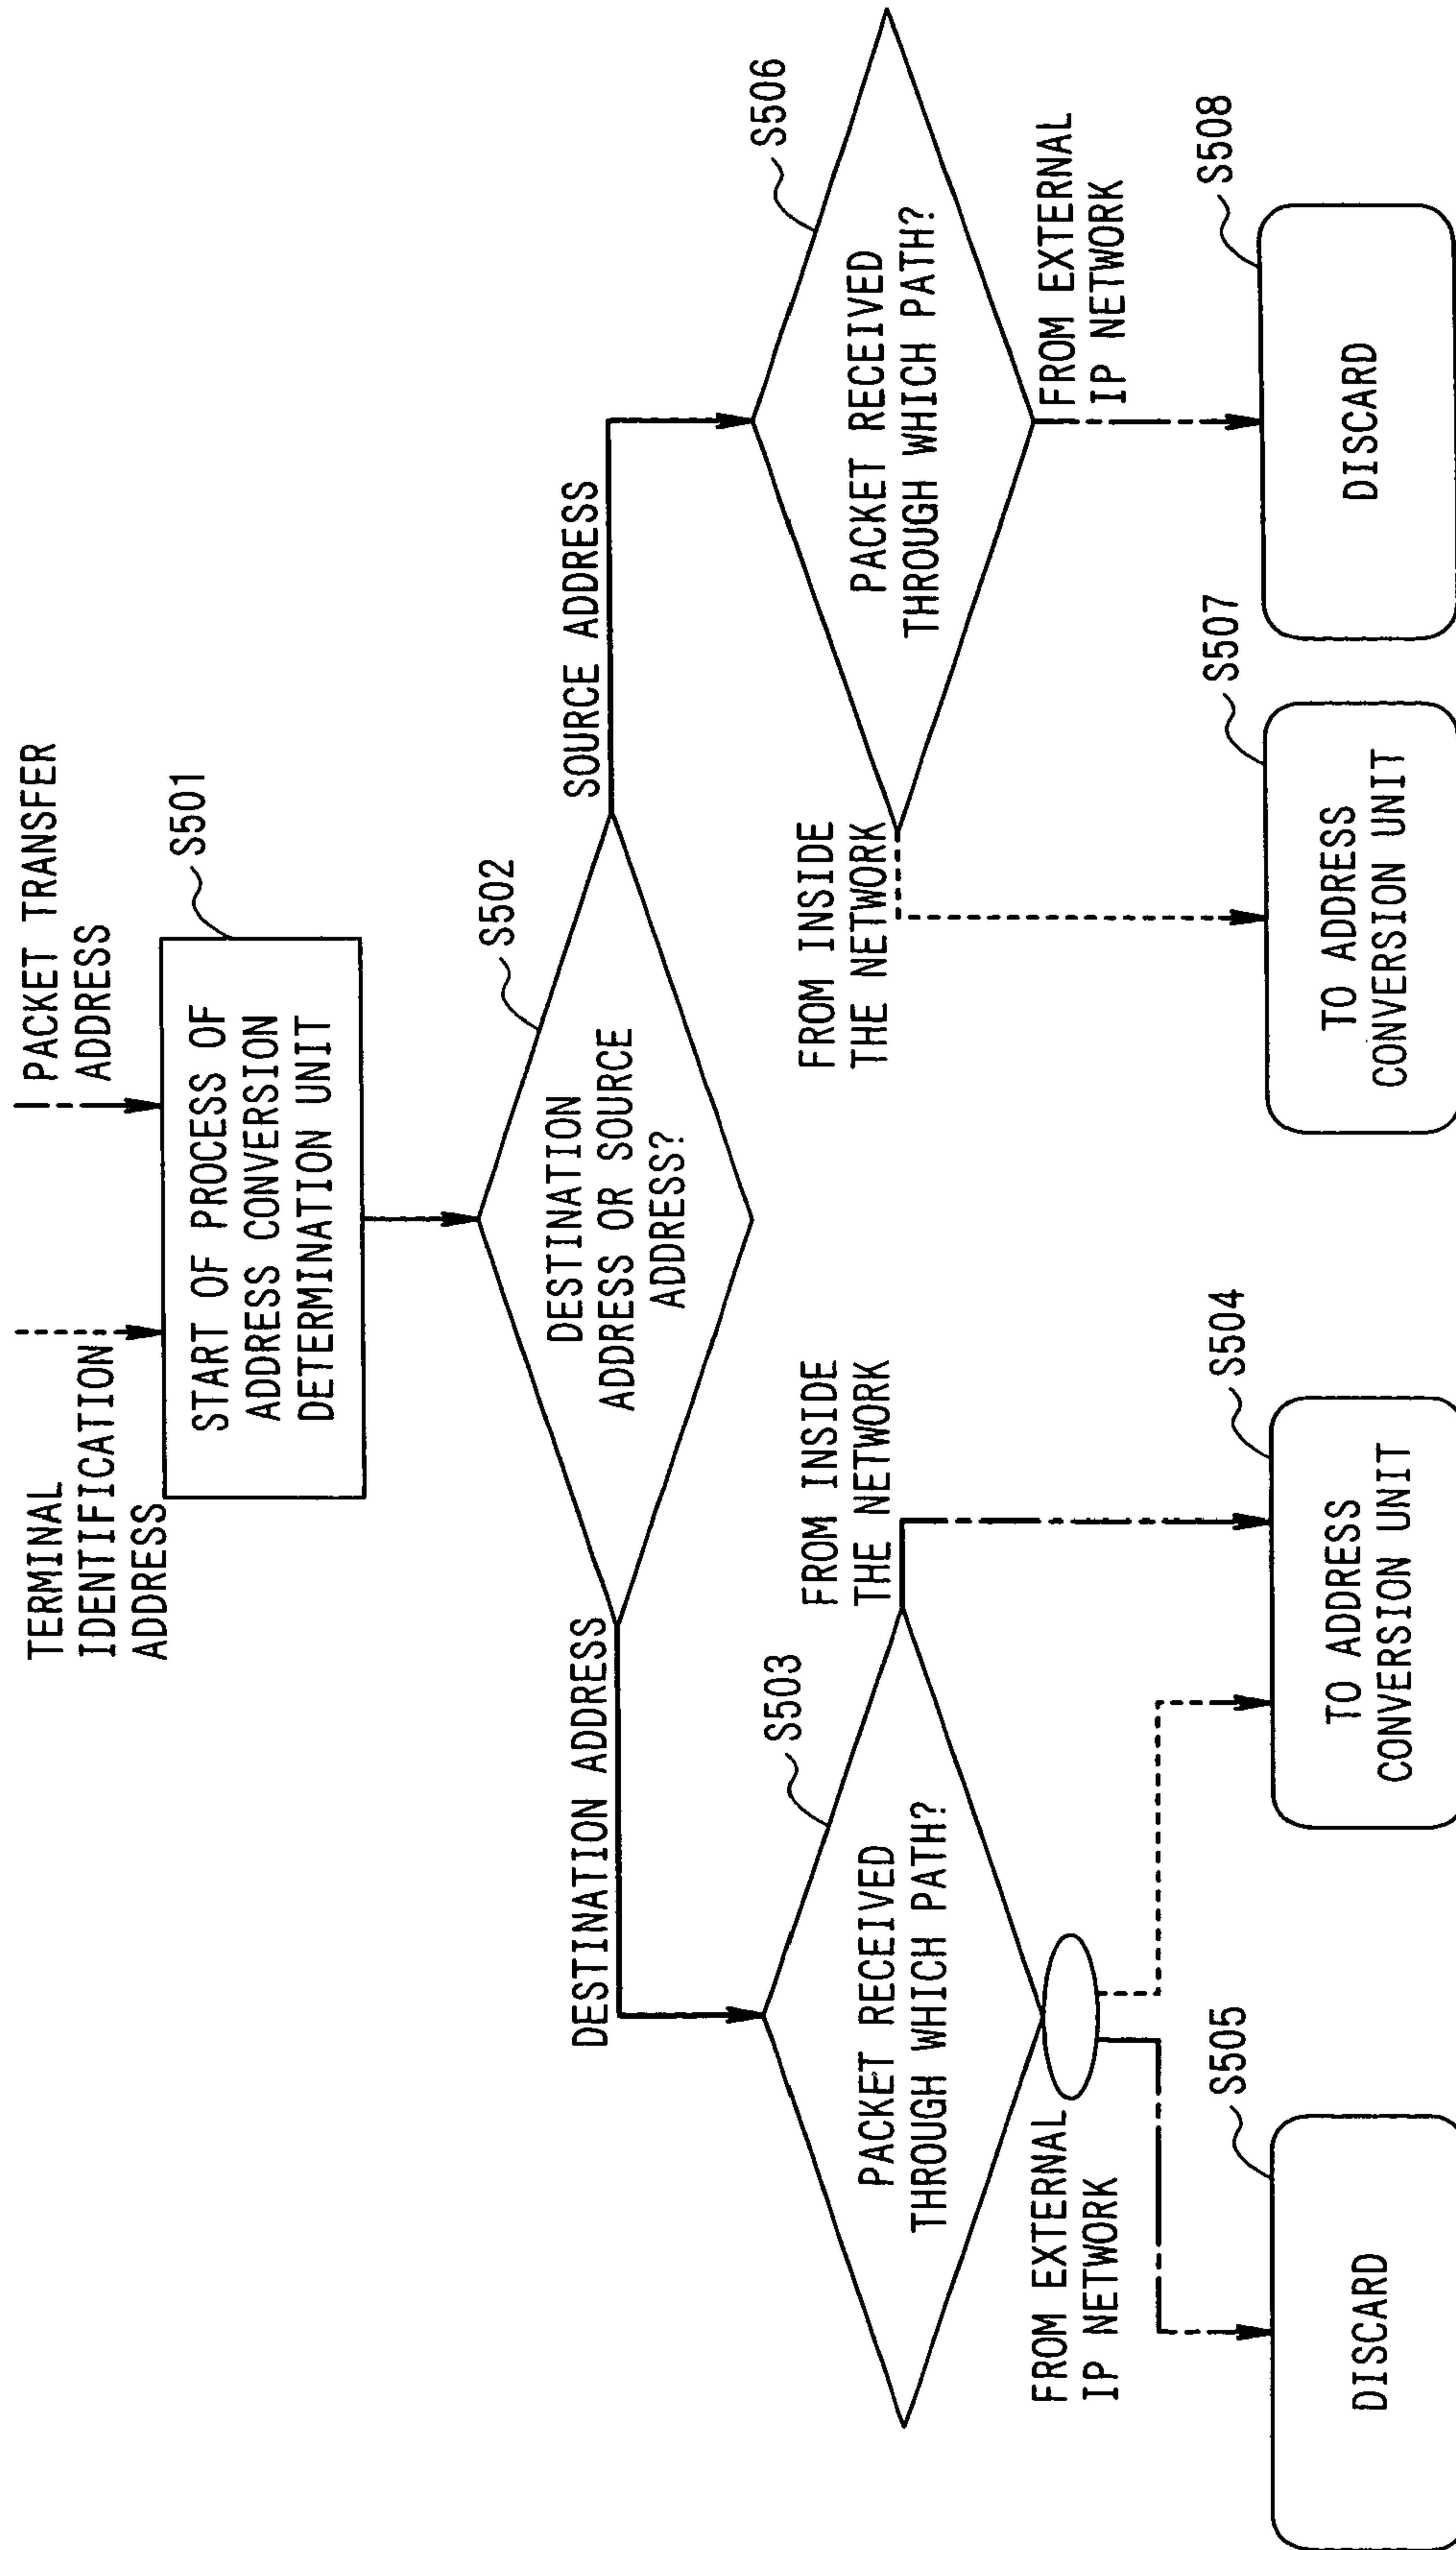 TERMINAL
IDENTIFICATION
ADDRESS
PACKET TRANSFER
ADDRESS
S501
START OF PROCESS OF
ADDRESS CONVERSION
DETERMINATION UNIT
S502
DESTINATION
ADDRESS OR SOURCE
ADDRESS?
DESTINATION ADDRESS
SOURCE ADDRESS
S503
PACKET RECEIVED
THROUGH WHICH PATH?
FROM INSIDE
THE NETWORK
FROM EXTERNAL
IP NETWORK
S505
DISCARD
S504
TO ADDRESS
CONVERSION UNIT
S506
PACKET RECEIVED
THROUGH WHICH PATH?
FROM INSIDE
THE NETWORK
FROM EXTERNAL
IP NETWORK
S507
TO ADDRESS
CONVERSION UNIT
S508
DISCARD